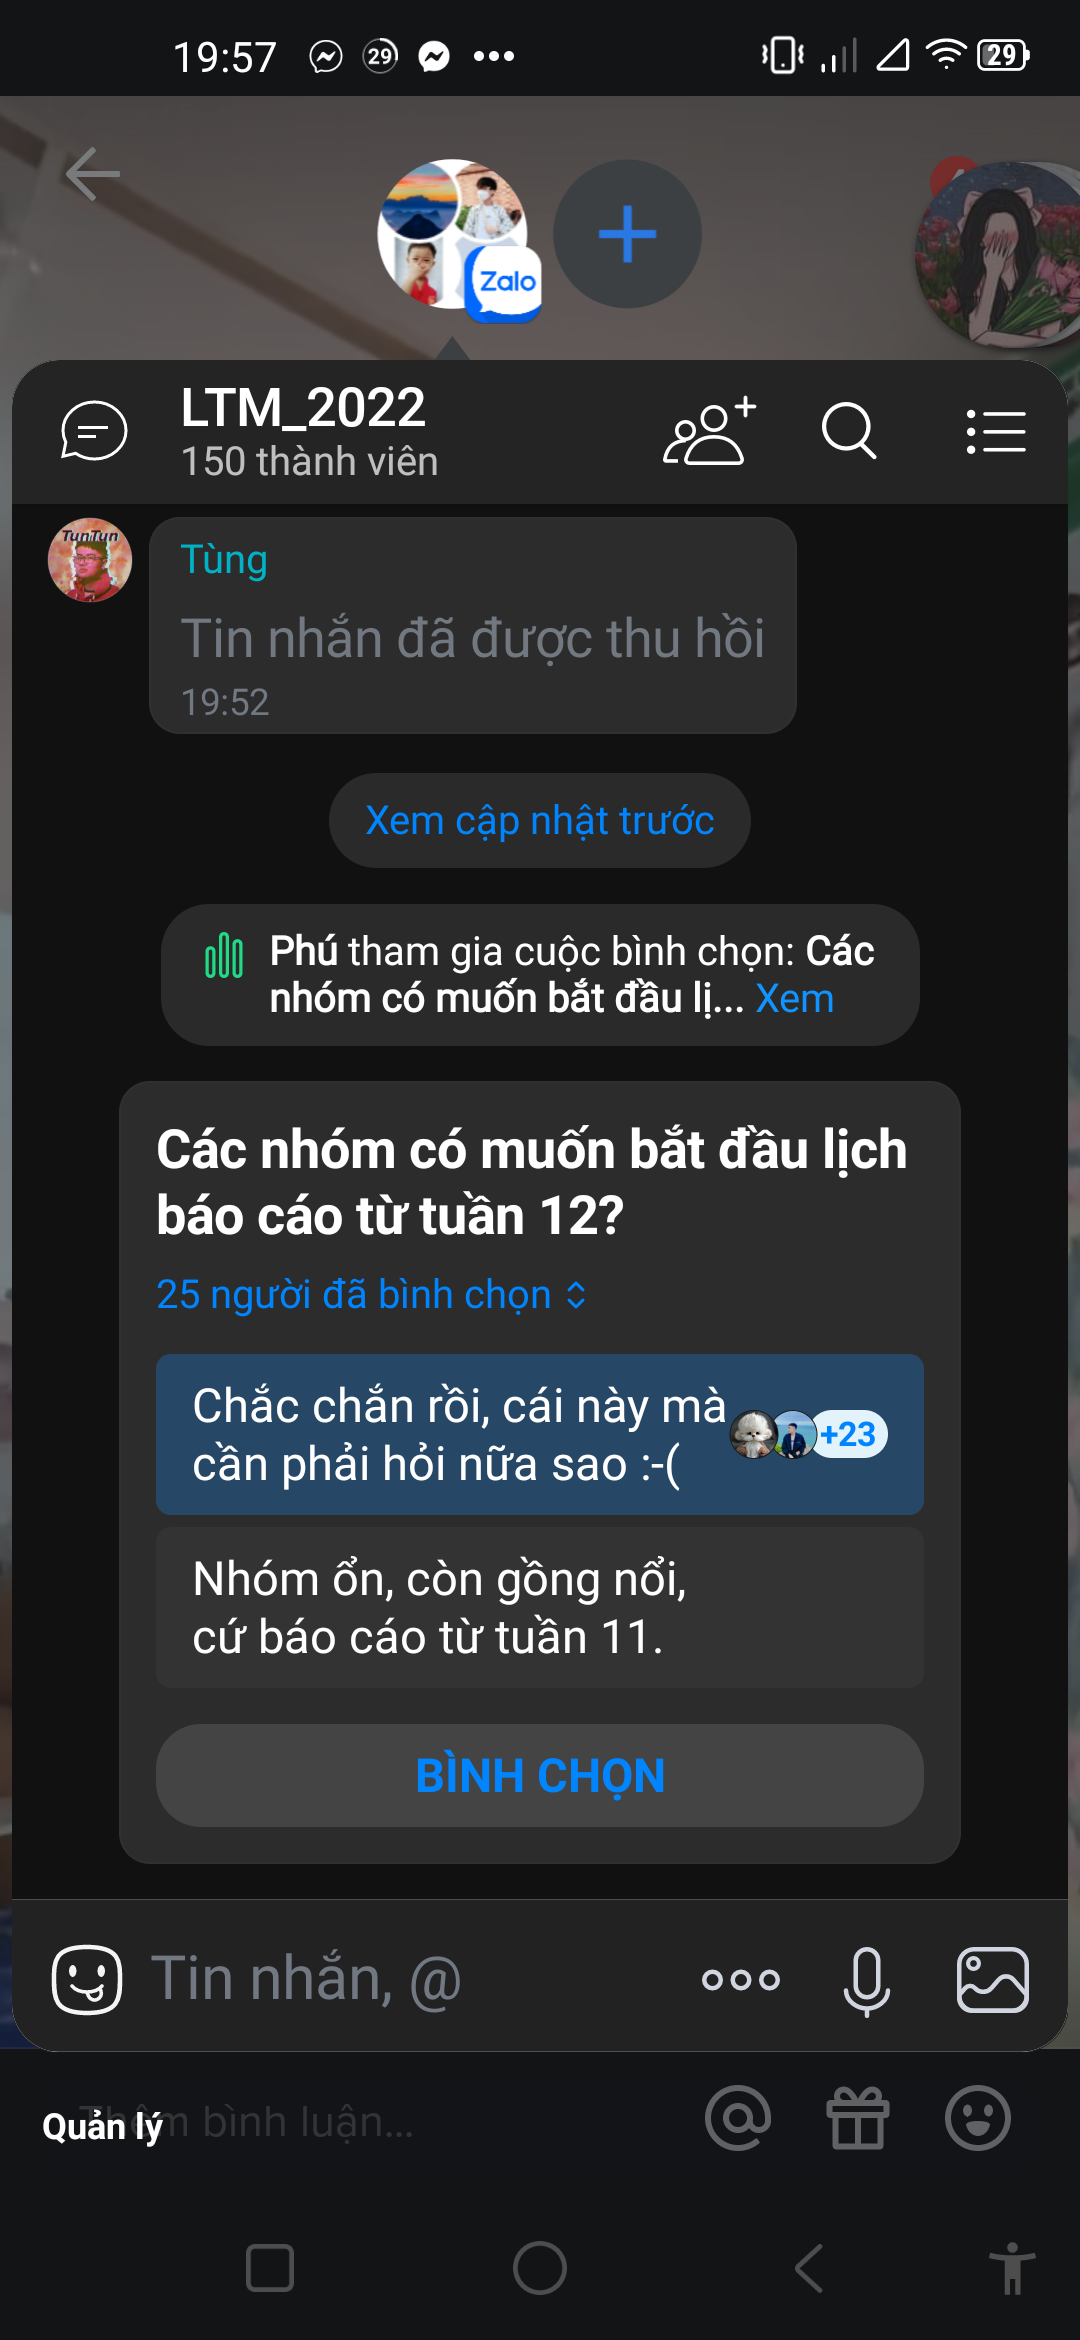 19:57
29
29
Zalo
LTM_2022
150 thành viên
TunTun
Tùng
Tin nhắn đã được thu hồi
19:52
Xem cập nhật trước
Phú tham gia cuộc bình chọn: Các
nhóm có muốn bắt đầu lị... Xem
Các nhóm có muốn bắt đầu lịch
báo cáo từ tuần 12?
25 người đã bình chọn
Chắc chắn rồi, cái này mà
cần phải hỏi nữa sao :-(
+23
Nhóm ổn, còn gồng nổi,
cứ báo cáo từ tuần 11.
BÌNH CHỌN
Tin nhắn, @
Quản lý
Thêm bình luận...